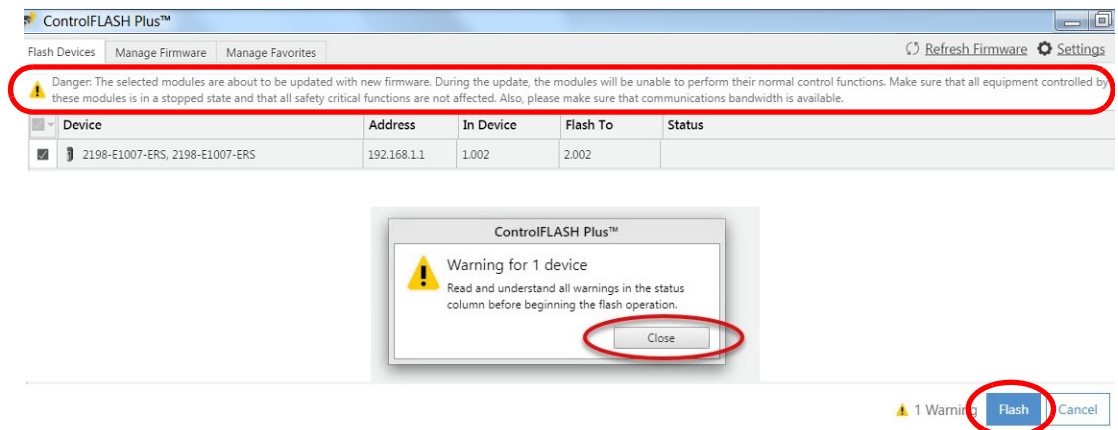 ControlFLASH Plus™
Flash Devices Manage Firmware Manage Favorites Refresh Firmware Settings
Danger: The selected modules are about to be updated with new firmware. During the update, the modules will be unable to perform their normal control functions. Make sure that all equipment controlled by
these modules is in a stopped state and that all safety critical functions are not affected. Also, please make sure that communications bandwidth is available.
Device Address In Device Flash To Status
2198-E1007-ERS, 2198-E1007-ERS 192.168.1.1 1.002 2.002
ControlFLASH Plus™
Warning for 1 device
Read and understand all warnings in the status
column before beginning the flash operation.
Close
1 Warning Flash Cancel